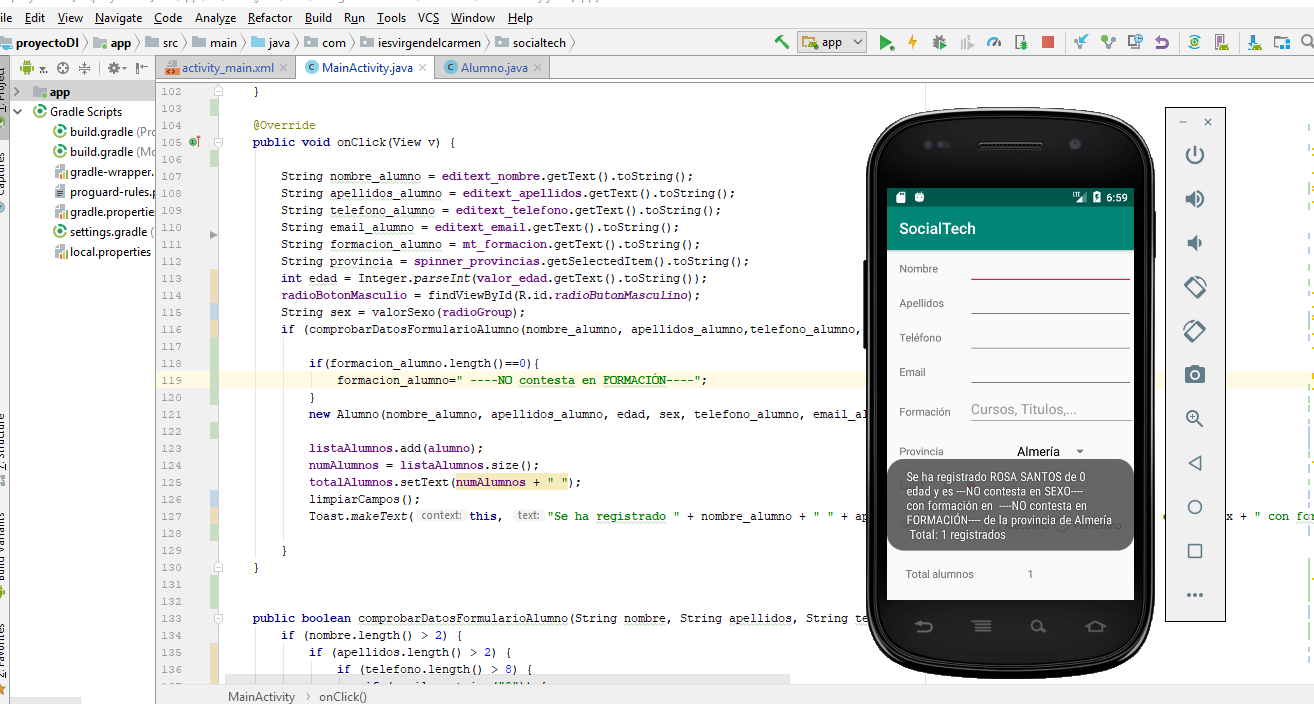 ile Edit View Navigate Code Analyze Refactor Build Run Tools VCS Window Help
proyectoDI app src main java com iesvirgendelcarmen socialtech app
1: Project
Captures
Z: Structure
Build Variants
2: Favorites
app
Gradle Scripts
build.gradle (Pro
build.gradle (Mo
gradle-wrapper.
proguard-rules.p
gradle.propertie
settings.gradle (
local.properties
activity_main.xml MainActivity.java Alumno.java
102 }
103
104 @Override
105 public void onClick(View v) {
106
107 String nombre_alumno = editext_nombre.getText().toString();
108 String apellidos_alumno = editext_apellidos.getText().toString();
109 String telefono_alumno = editext_telefono.getText().toString();
110 String email_alumno = editext_email.getText().toString();
111 String formacion_alumno = mt_formacion.getText().toString();
112 String provincia = spinner_provincias.getSelectedItem().toString();
113 int edad = Integer.parseInt(valor_edad.getText().toString());
114 radioBotonMasculio = findViewById(R.id.radioButonMasculino);
115 String sex = valorSexo(radioGroup);
116 if (comprobarDatosFormularioAlumno(nombre_alumno, apellidos_alumno,telefono_alumno,
117
118 if(formacion_alumno.length()==0){
119 formacion_alumno=" ----NO contesta en FORMACIÓN----";
120 }
121 new Alumno(nombre_alumno, apellidos_alumno, edad, sex, telefono_alumno, email_al
122
123 listaAlumnos.add(alumno);
124 numAlumnos = listaAlumnos.size();
125 totalAlumnos.setText(numAlumnos + " ");
126 limpiarCampos();
127 Toast.makeText( context: this, text: "Se ha registrado " + nombre_alumno + " " + ap x + " con for
128
129 }
130 }
131
132
133 public boolean comprobarDatosFormularioAlumno(String nombre, String apellidos, String te
134 if (nombre.length() > 2) {
135 if (apellidos.length() > 2) {
136 if (telefono.length() > 8) {
MainActivity onClick()
LTE 6:59
SocialTech
Nombre
Apellidos
Teléfono
Email
Formación Cursos, Títulos,...
Provincia Almería
Se ha registrado ROSA SANTOS de 0
edad y es ---NO contesta en SEXO----
con formación en ----NO contesta en
FORMACIÓN---- de la provincia de Almería
Total: 1 registrados
Total alumnos 1